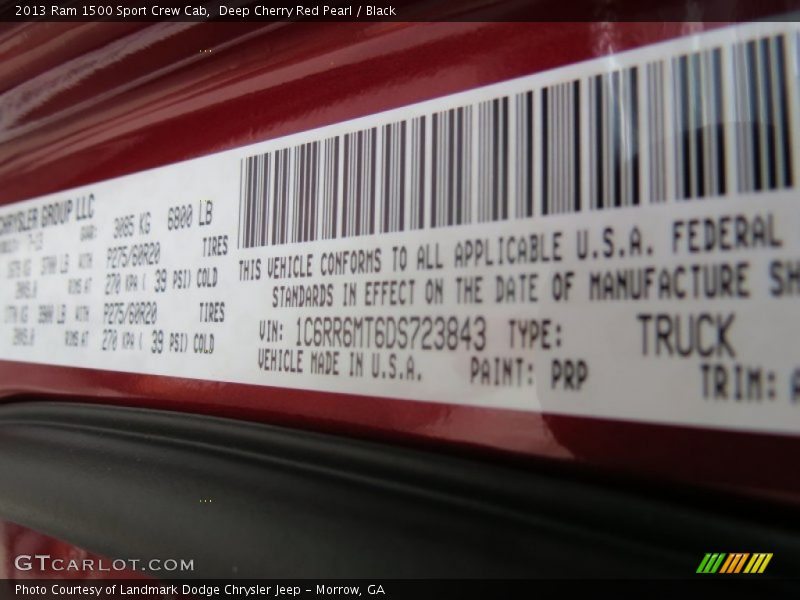 2013 Ram 1500 Sport Crew Cab,  Deep Cherry Red Pearl / Black
CHRYSLER GROUP LLC
3085 KG 6800 LB
P275/60R20 TIRES
270 KPA ( 39 PSI) COLD
P275/60R20 TIRES
270 KPA ( 39 PSI) COLD
THIS VEHICLE CONFORMS TO ALL APPLICABLE U.S.A. FEDERAL
STANDARDS IN EFFECT ON THE DATE OF MANUFACTURE SH
VIN: 1C6RR6MT6DS723843 TYPE: TRUCK
VEHICLE MADE IN U.S.A. PAINT: PRP TRIM:
GTCARLOT.COM
Photo Courtesy of Landmark Dodge Chrysler Jeep – Morrow, GA